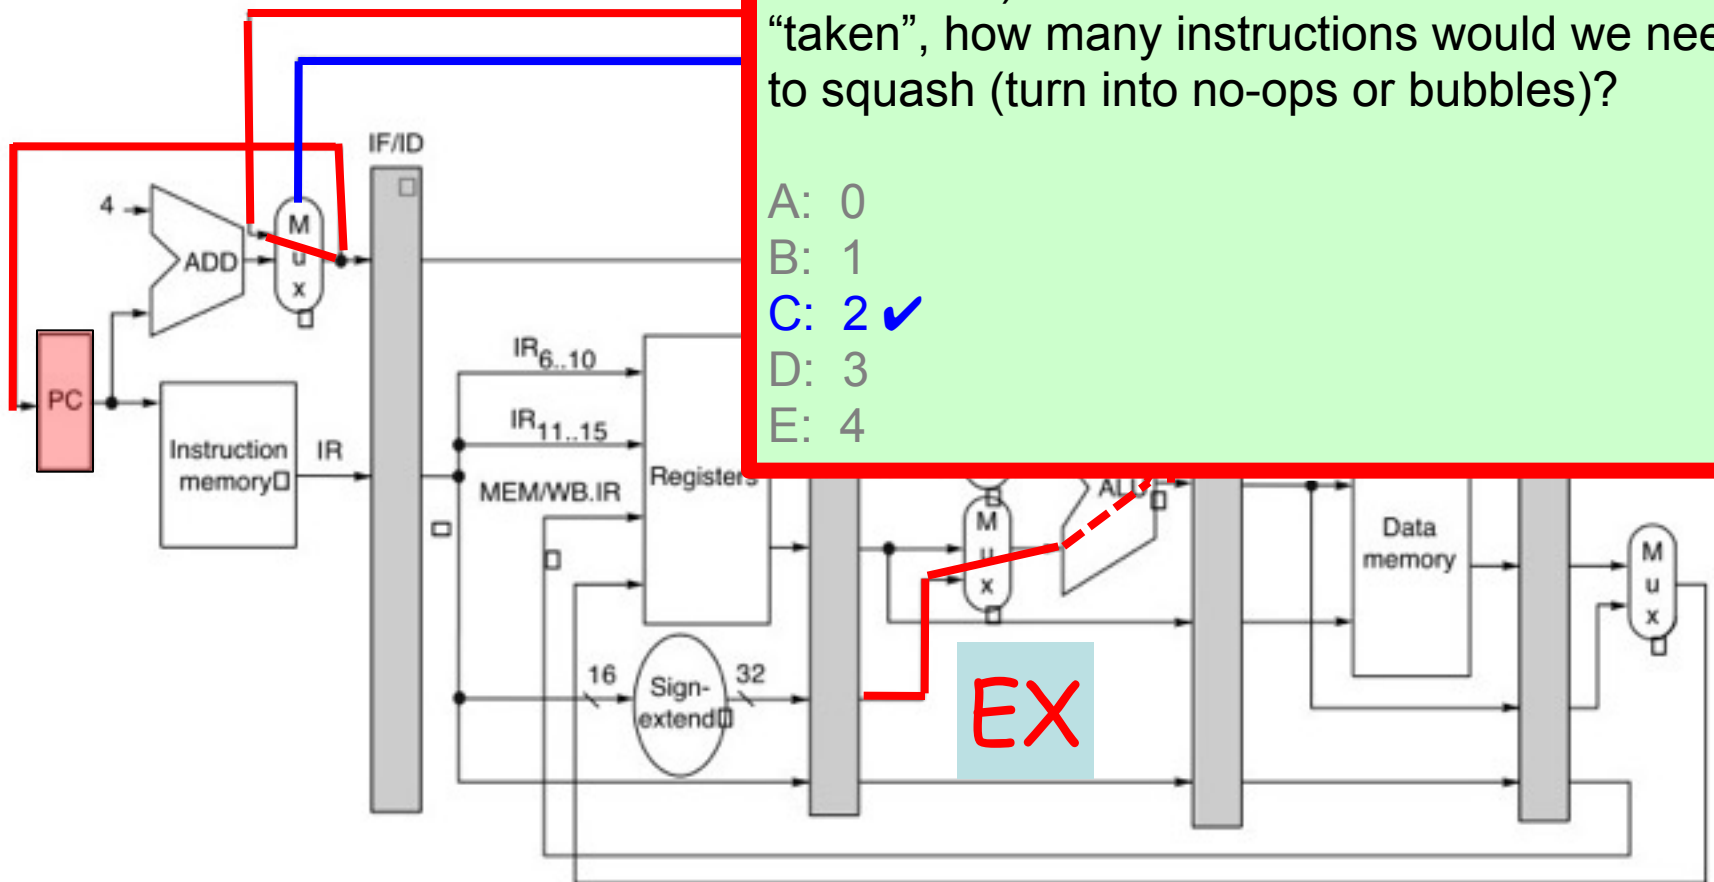 "taken", how many instructions would we nee
to squash (turn into no-ops or bubbles)?
A: 0
B: 1
C: 2 ✔
D: 3
E: 4
IF/ID
4
ADD
M
u
x
PC
Instruction
memory
IR
IR6..10
IR11..15
MEM/WB.IR
Registers
16
Sign-
extend
32
M
u
x
ALU
EX
Data
memory
M
u
x